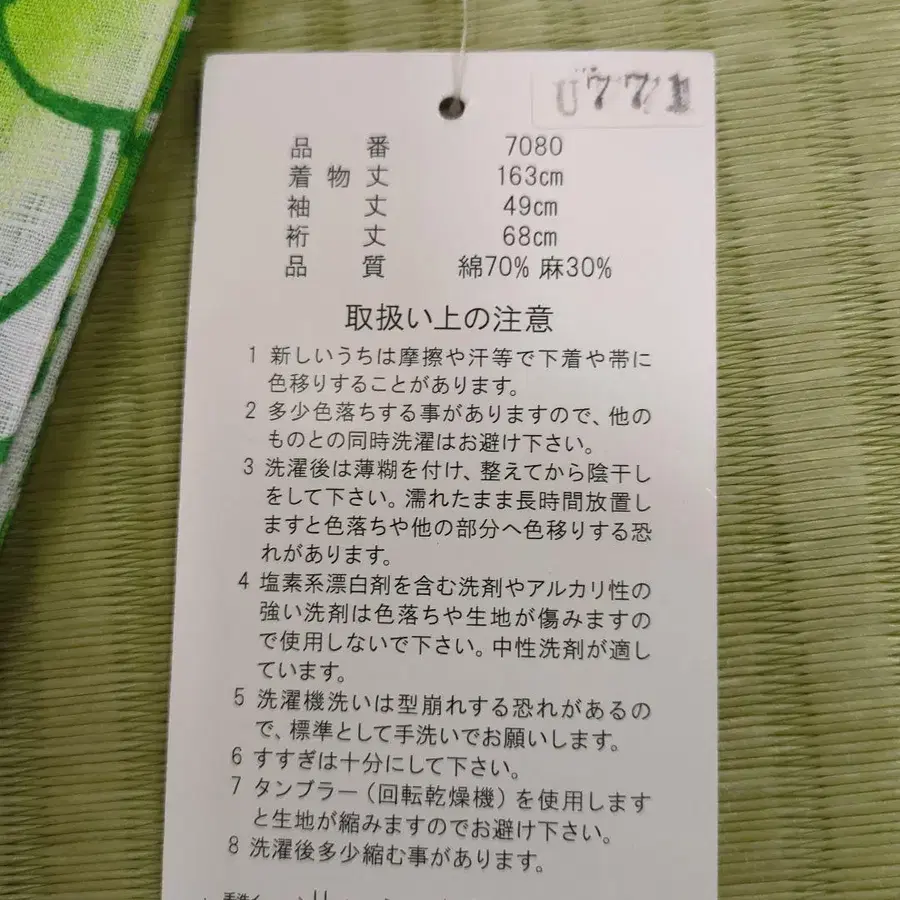 U771
品番 7080
着物丈 163cm
袖丈 49cm
裄丈 68cm
品質 綿70% 麻30%
取扱い上の注意
1 新しいうちは摩擦や汗等で下着や帯に
色移りすることがあります。
2 多少色落ちする事がありますので、他の
ものとの同時洗濯はお避け下さい。
3 洗濯後は薄糊を付け、整えてから陰干し
をして下さい。濡れたまま長時間放置し
ますと色落ちや他の部分へ色移りする恐
れがあります。
4 塩素系漂白剤を含む洗剤やアルカリ性の
強い洗剤は色落ちや生地が傷みますの
で使用しないで下さい。中性洗剤が適し
ています。
5 洗濯機洗いは型崩れする恐れがあるの
で、標準として手洗いでお願いします。
6 すすぎは十分にして下さい。
7 タンブラー（回転乾燥機）を使用します
と生地が縮みますのでお避け下さい。
8 洗濯後多少縮む事があります。